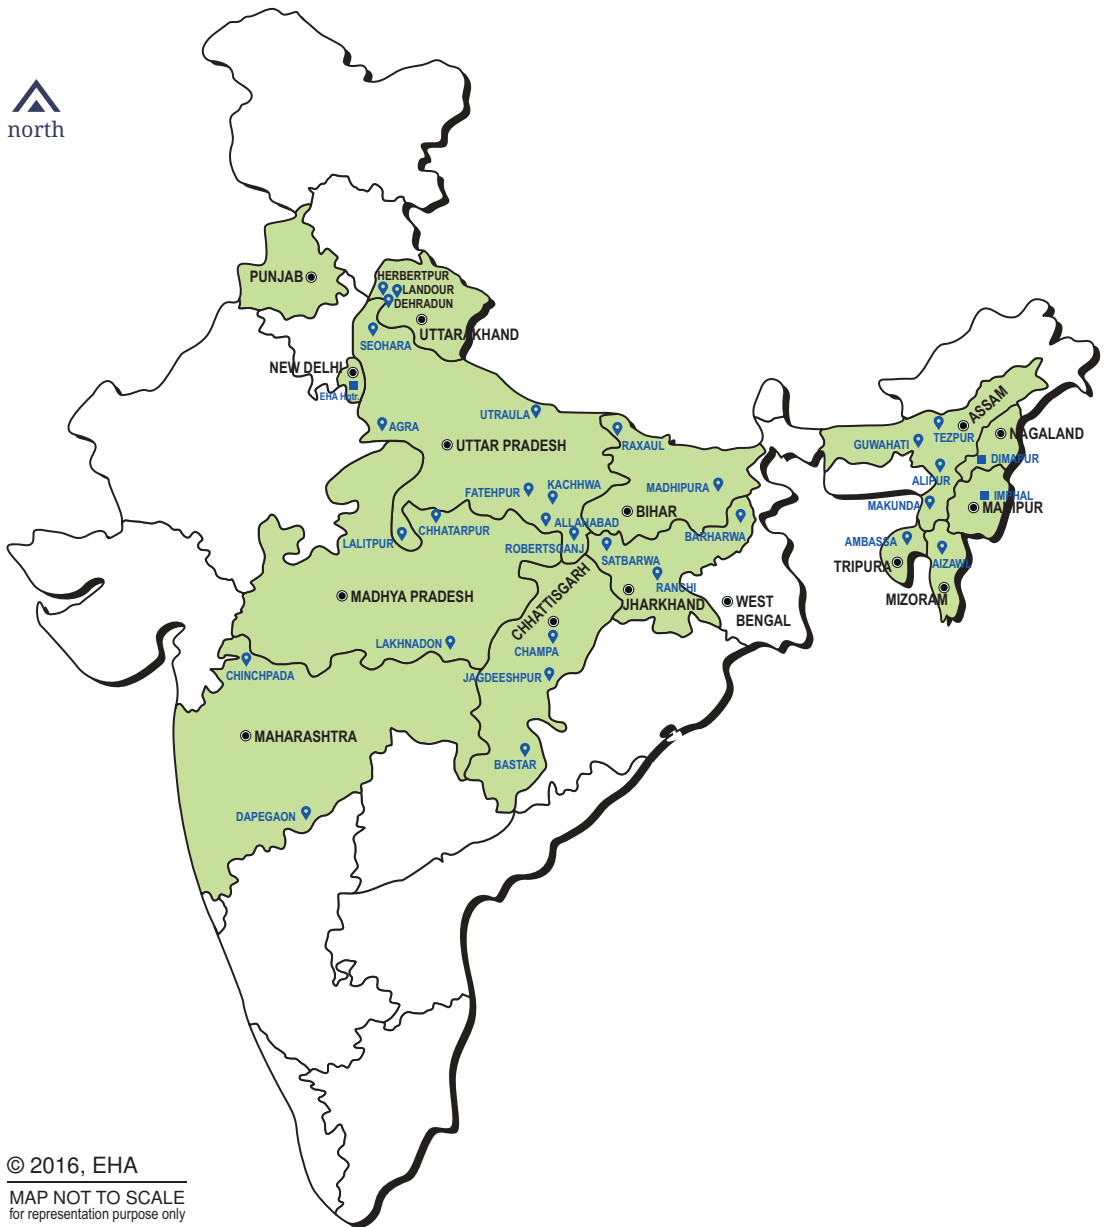 north
PUNJAB
HERBERTPUR
LANDOUR
DEHRADUN
UTTARAKHAND
SEOHARA
NEW DELHI
EHA Hqtr.
AGRA
UTRAULA
UTTAR PRADESH
RAXAUL
ASSAM
TEZPUR
NAGALAND
GUWAHATI
DIMAPUR
ALIPUR
IMPHAL
MAKUNDA
MANIPUR
FATEHPUR
KACHHWA
MADHIPURA
BIHAR
CHHATARPUR
ALLAHABAD
LALITPUR
ROBERTSGANJ
BARHARWA
AMBASSA
SATBARWA
AIZAWL
TRIPURA
RANCHI
MIZORAM
MADHYA PRADESH
CHHATTISGARH
JHARKHAND
WEST
BENGAL
LAKHNADON
CHAMPA
CHINCHPADA
JAGDEESHPUR
MAHARASHTRA
BASTAR
DAPEGAON
© 2016, EHA
MAP NOT TO SCALE
for representation purpose only